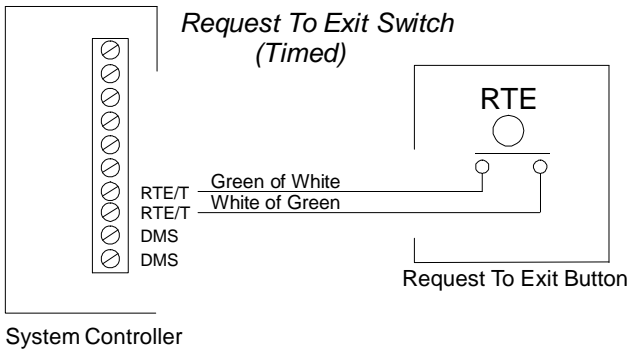 Request To Exit Switch
(Timed)
RTE
Green of White
RTE/T
White of Green
RTE/T
DMS
DMS
Request To Exit Button
System Controller